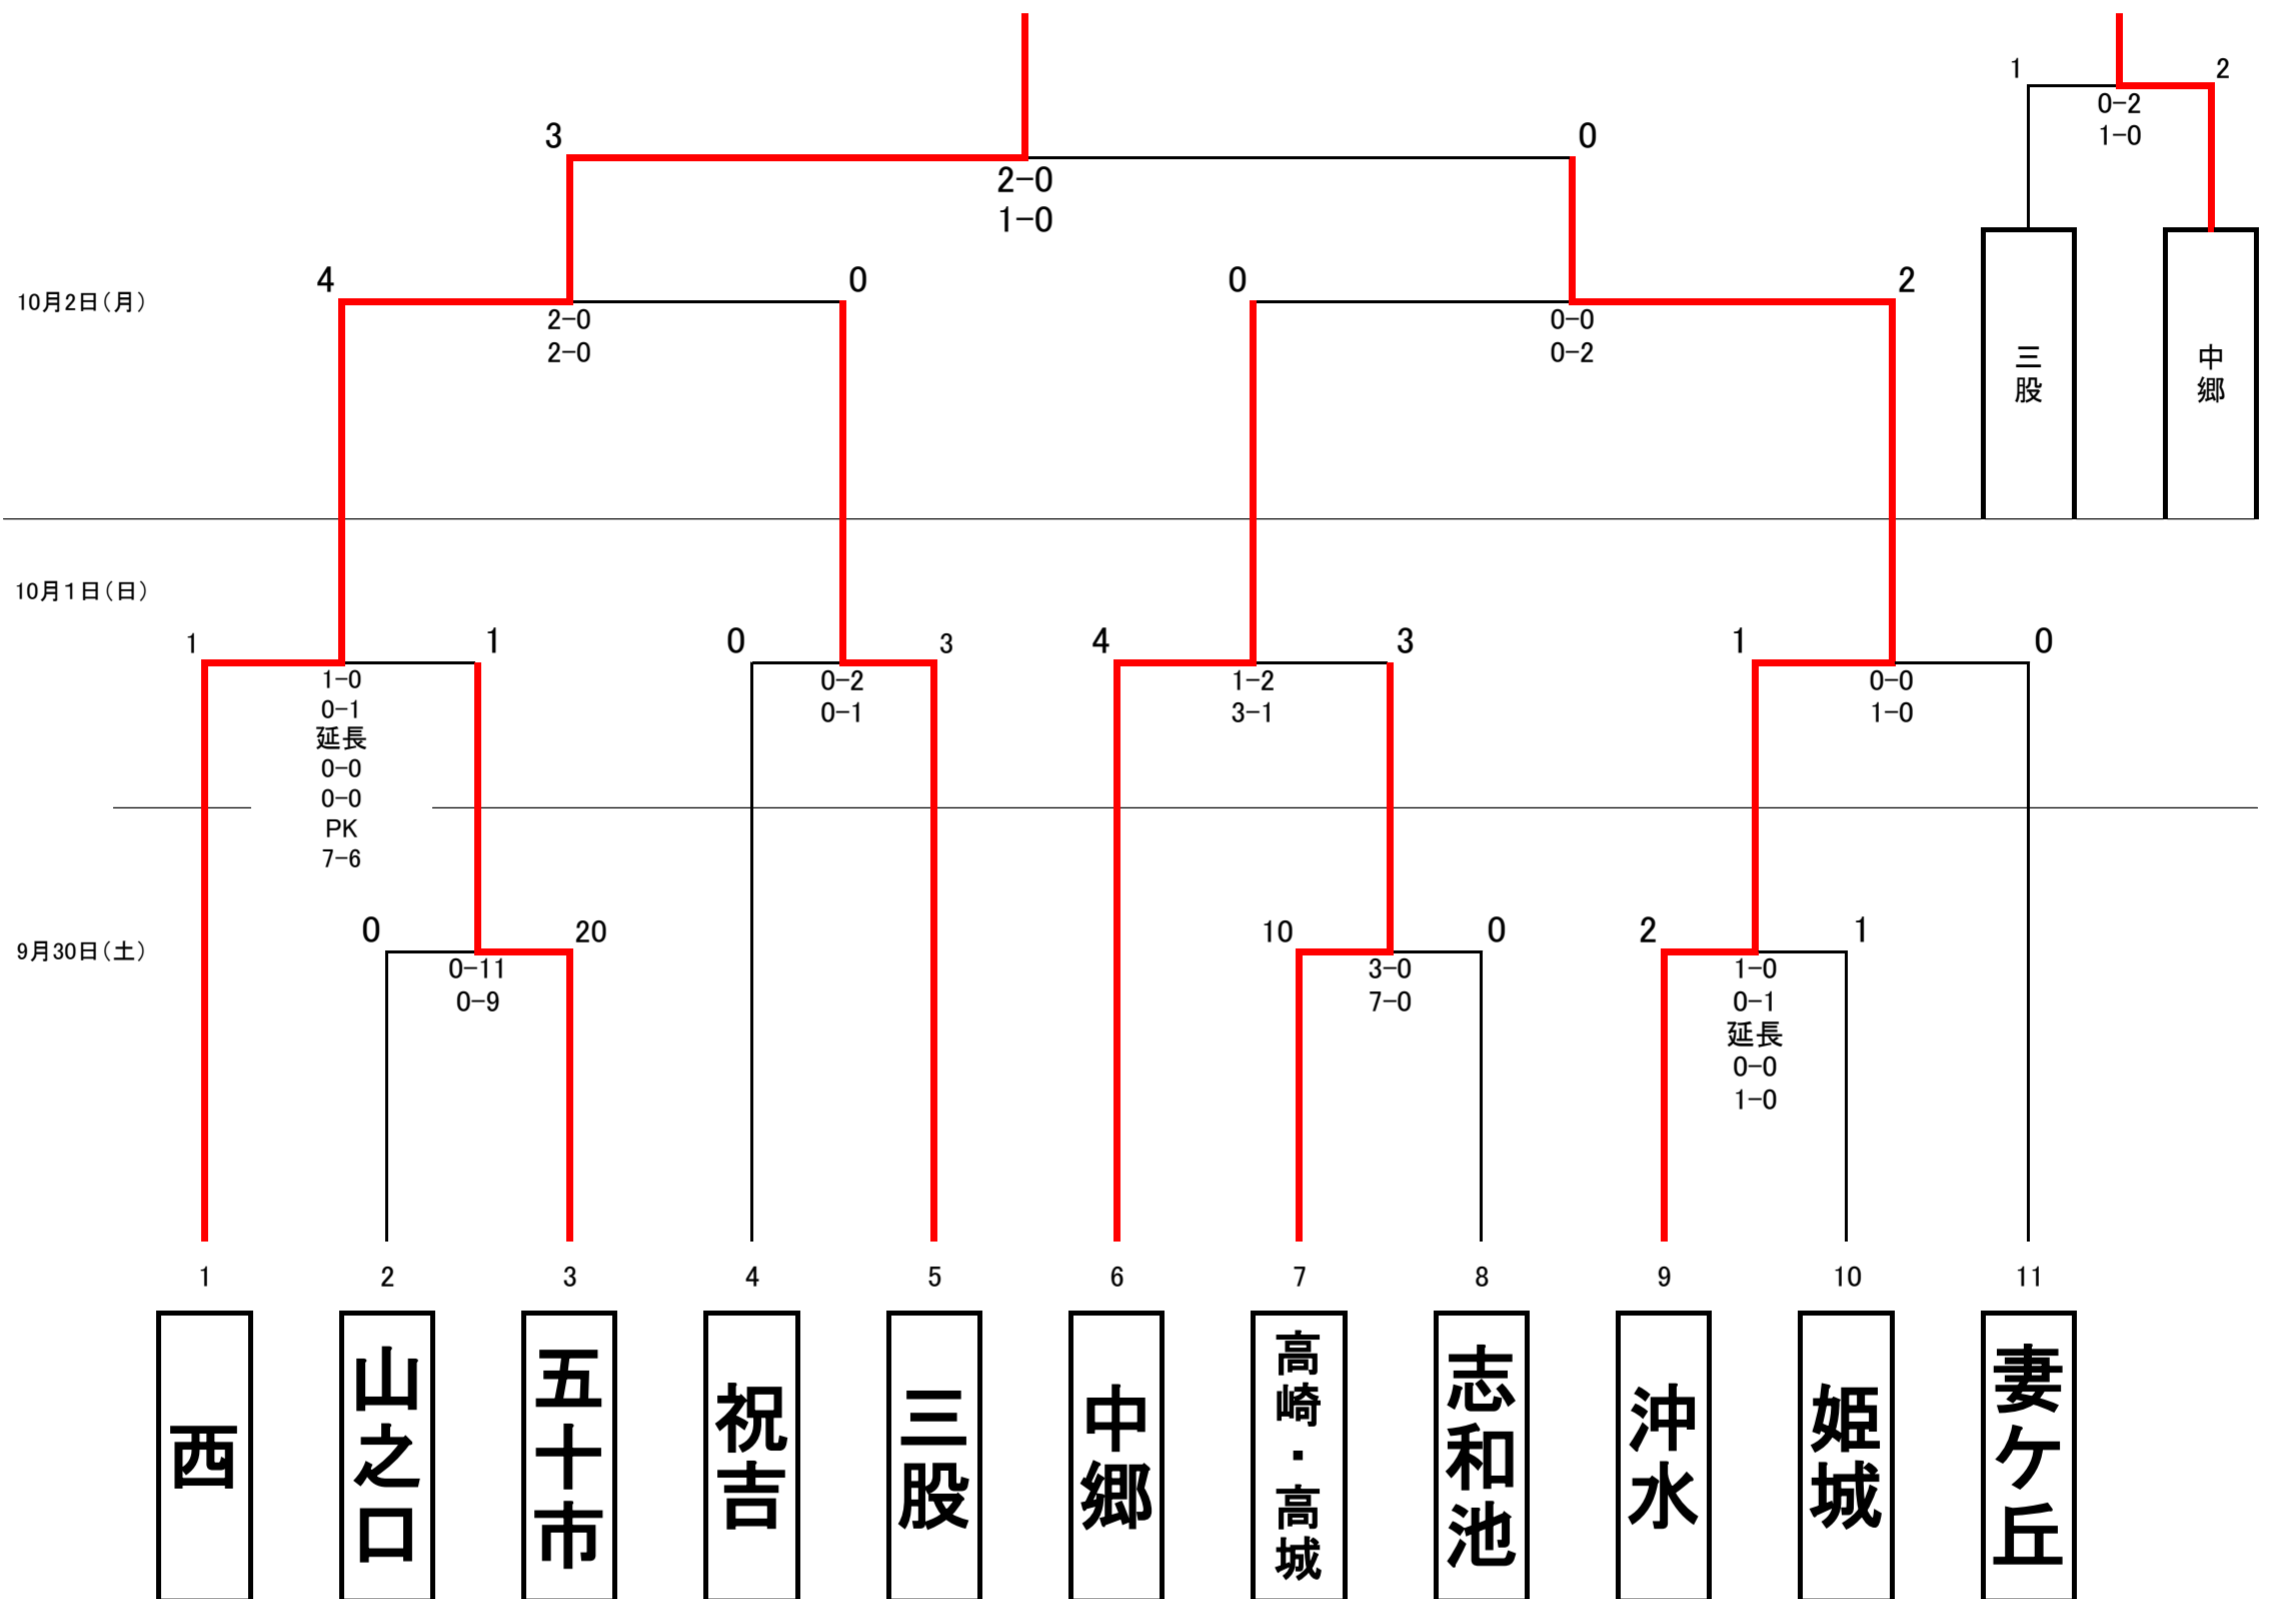 1 2
0-2
1-0
3 0
2-0
1-0
10月2日(月)
4 0 0 2
2-0 0-0
2-0 0-2
三股 中郷
10月1日(日)
1 1 0 3 4 3 1 0
1-0 0-2 1-2 0-0
0-1 0-1 3-1 1-0
延長
0-0
0-0
PK
7-6
9月30日(土)
0 20 10 0 2 1
0-11 3-0 1-0
0-9 7-0 0-1
延長
0-0
1-0
1 2 3 4 5 6 7 8 9 10 11
西
山之口
五十市
祝吉
三股
中郷
高崎・高城
志和池
沖水
姫城
妻ケ丘